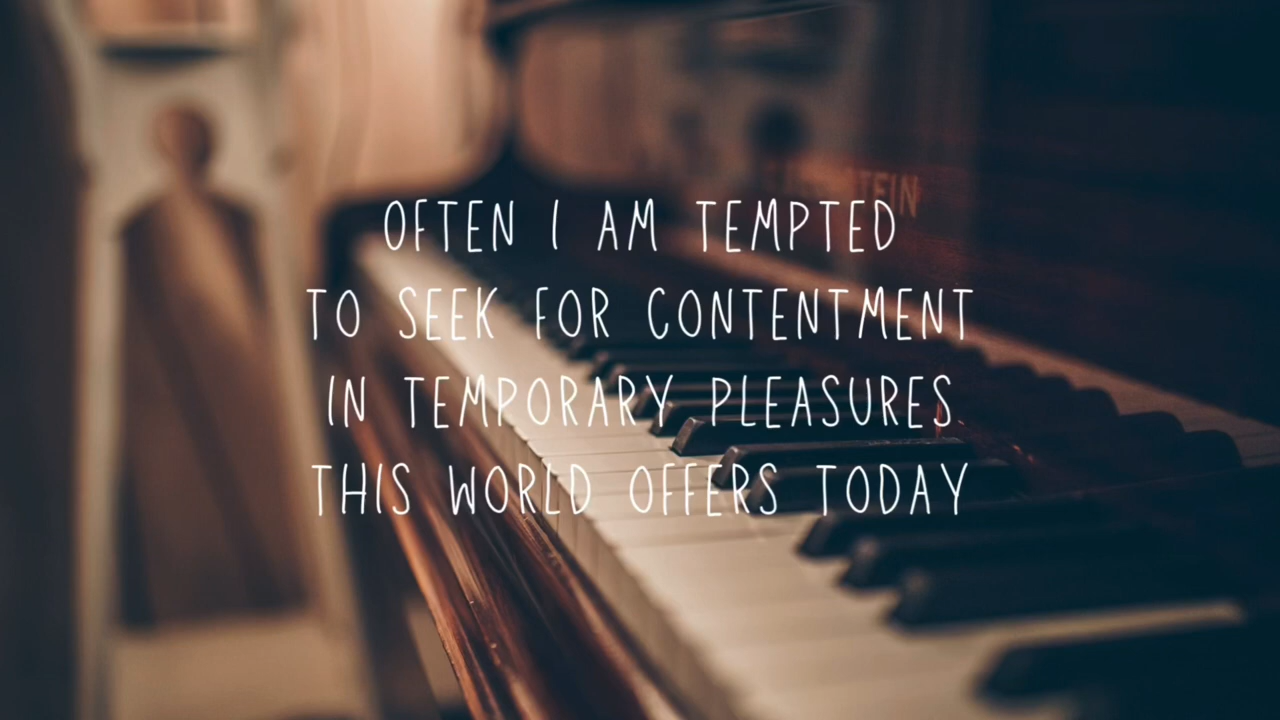 OFTEN I AM TEMPTED
TO SEEK FOR CONTENTMENT
IN TEMPORARY PLEASURES
THIS WORLD OFFERS TODAY